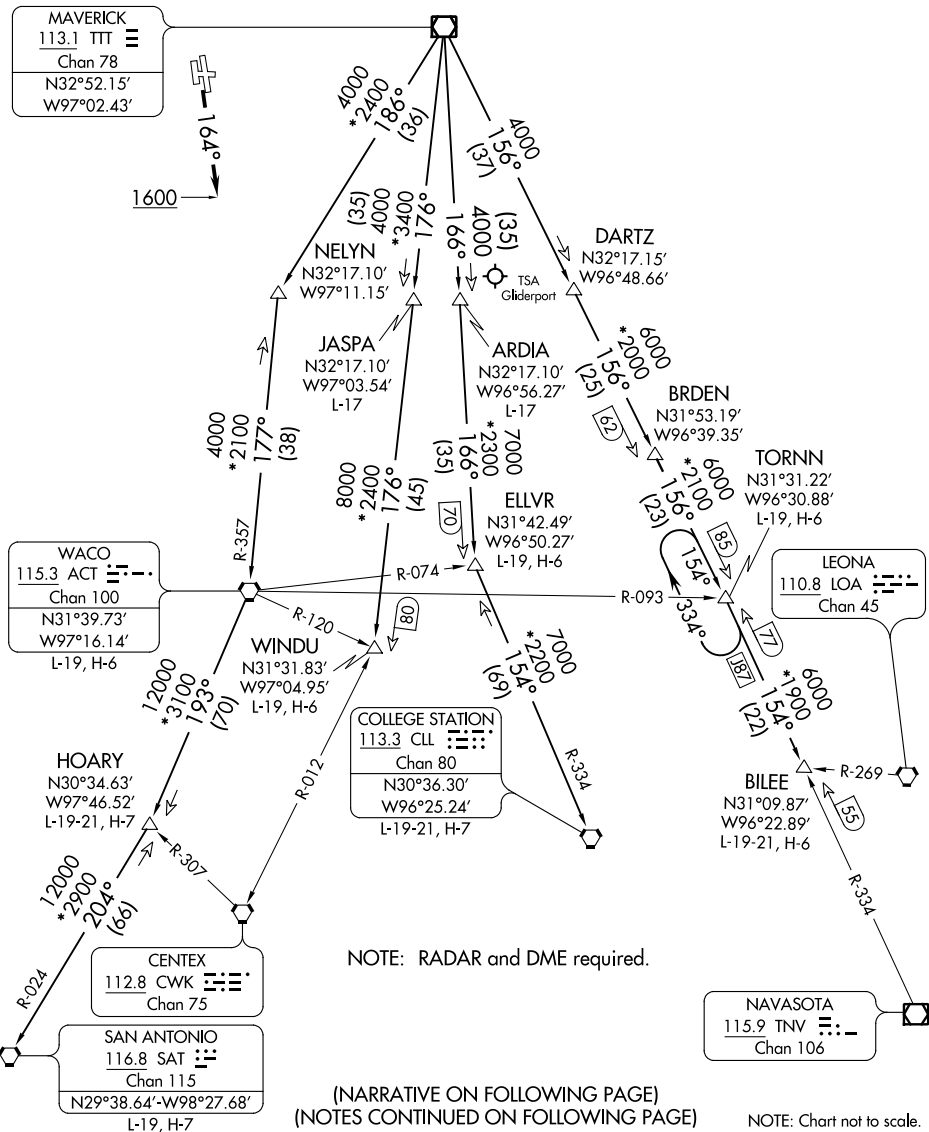 MAVERICK
113.1 TTT
Chan 78
N32°52.15′
W97°02.43′
164°
1600
4000
*2400
186°
(36)
(35)
4000
*3400
176°
(35)
4000
166°
4000
156°
(37)
NELYN
N32°17.10′
W97°11.15′
TSA
Gliderport
DARTZ
N32°17.15′
W96°48.66′
JASPA
N32°17.10′
W97°03.54′
L-17
ARDIA
N32°17.10′
W96°56.27′
L-17
6000
*2000
156°
(25)
62
BRDEN
N31°53.19′
W96°39.35′
4000
*2100
177°
(38)
8000
*2400
176°
(45)
7000
*2300
166°
(35)
6000
*2100
156°
(23)
TORNN
N31°31.22′
W96°30.88′
L-19, H-6
ELLVR
N31°42.49′
W96°50.27′
L-19, H-6
70
85
R-357
WACO
115.3 ACT
Chan 100
N31°39.73′
W97°16.14′
L-19, H-6
R-074
R-093
R-120
154°
334°
LEONA
110.8 LOA
Chan 45
WINDU
N31°31.83′
W97°04.95′
L-19, H-6
80
77
J87
12000
*3100
193°
(70)
7000
*2200
154°
(69)
6000
*1900
154°
(22)
HOARY
N30°34.63′
W97°46.52′
L-19-21, H-7
R-012
COLLEGE STATION
113.3 CLL
Chan 80
N30°36.30′
W96°25.24′
L-19-21, H-7
R-334
BILEE
N31°09.87′
W96°22.89′
L-19-21, H-6
R-269
55
R-307
12000
*2900
204°
(66)
R-334
R-024
CENTEX
112.8 CWK
Chan 75
NOTE: RADAR and DME required.
NAVASOTA
115.9 TNV
Chan 106
SAN ANTONIO
116.8 SAT
Chan 115
N29°38.64′-W98°27.68′
L-19, H-7
(NARRATIVE ON FOLLOWING PAGE)
(NOTES CONTINUED ON FOLLOWING PAGE)
NOTE: Chart not to scale.